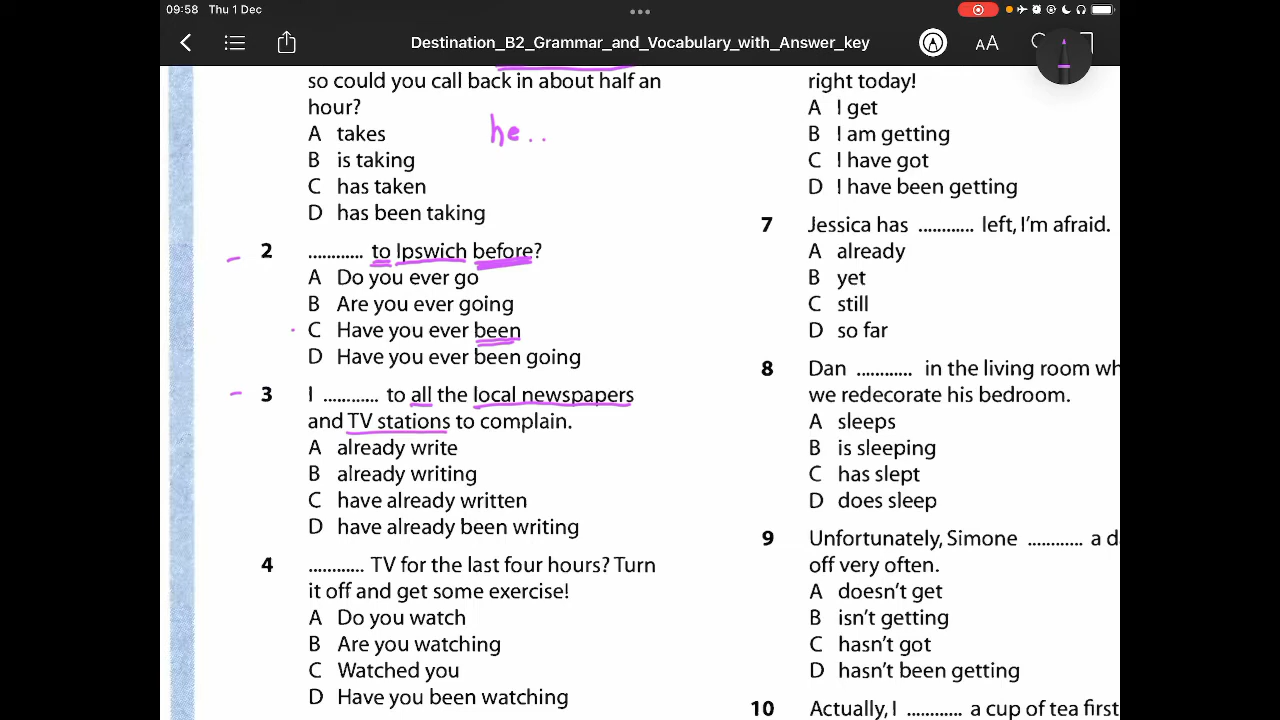 09:58 Thu 1 Dec
Destination_B2_Grammar_and_Vocabulary_with_Answer_key
AA
so could you call back in about half an
hour?
A takes
B is taking
C has taken
D has been taking
he..
2 ............ to Ipswich before?
A Do you ever go
B Are you ever going
C Have you ever been
D Have you ever been going
3 I ............ to all the local newspapers
and TV stations to complain.
A already write
B already writing
C have already written
D have already been writing
4 ............ TV for the last four hours? Turn
it off and get some exercise!
A Do you watch
B Are you watching
C Watched you
D Have you been watching
right today!
A I get
B I am getting
C I have got
D I have been getting
7 Jessica has ............ left, I'm afraid.
A already
B yet
C still
D so far
8 Dan ............ in the living room wh
we redecorate his bedroom.
A sleeps
B is sleeping
C has slept
D does sleep
9 Unfortunately, Simone ............ a d
off very often.
A doesn't get
B isn't getting
C hasn't got
D hasn't been getting
10 Actually, I ............ a cup of tea first